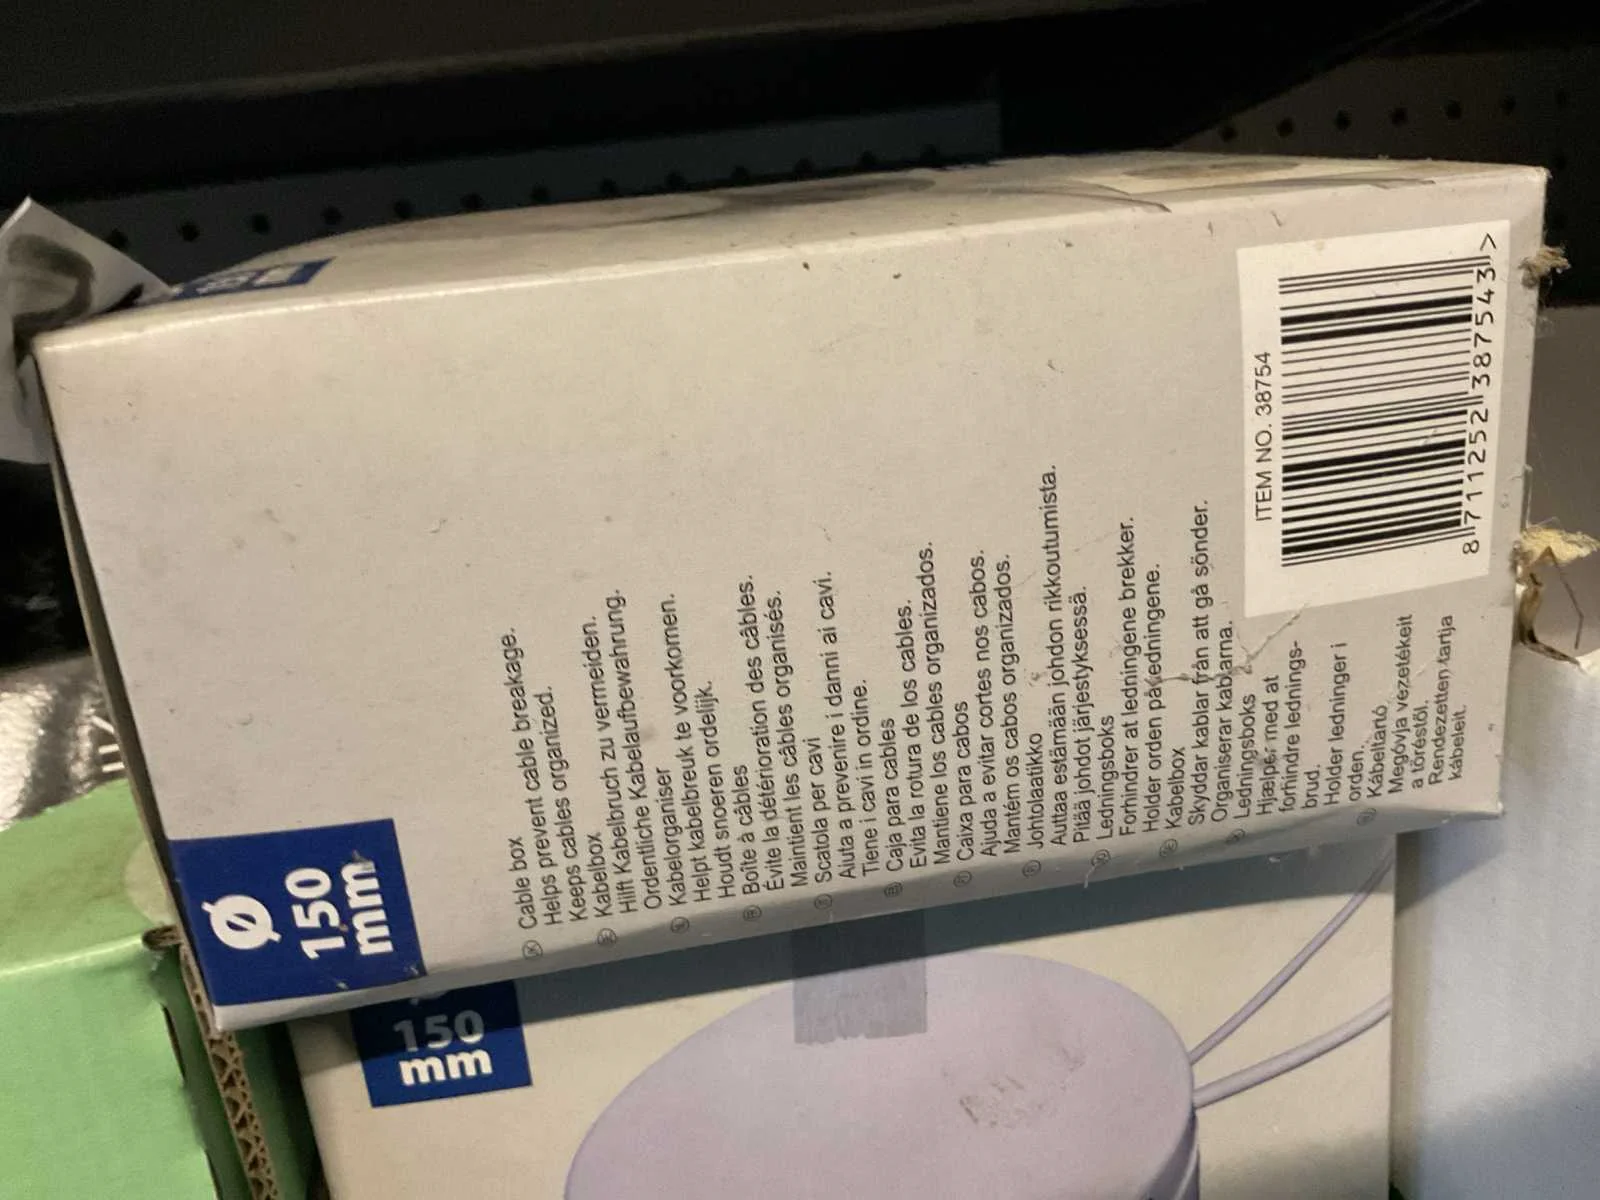 Ø
150
mm
Cable box
Helps prevent cable breakage.
Keeps cables organized.
Kabelbox
Hilft Kabelbruch zu vermeiden.
Ordentliche Kabelaufbewahrung.
Kabelorganiser
Helpt kabelbreuk te voorkomen.
Houdt snoeren ordelijk.
Boîte à câbles
Évite la détérioration des câbles.
Maintient les câbles organisés.
Scatola per cavi
Aiuta a prevenire i danni ai cavi.
Tiene i cavi in ordine.
Caja para cables
Evita la rotura de los cables.
Mantiene los cables organizados.
Caixa para cabos
Ajuda a evitar cortes nos cabos.
Mantém os cabos organizados.
Johtolaatikko
Auttaa estämään johdon rikkoutumista.
Pitää johdot järjestyksessä.
Ledningsboks
Forhindrer at ledningene brekker.
Holder orden på ledningene.
Kabelbox
Skyddar kablar från att gå sönder.
Organiserar kablarna.
Ledningsboks
Hjælper med at
forhindre lednings-
brud.
Holder ledninger i
orden.
Kábeltartó
Megóvja vezetékeit
a töréstől.
Rendezetten tartja
kábeleit.
ITEM NO. 38754
8 711252 387543 >
150
mm